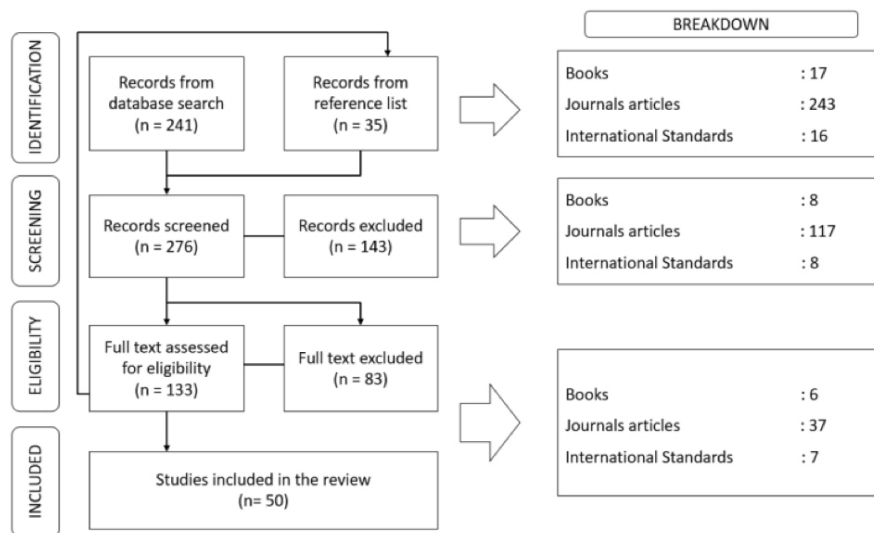 BREAKDOWN
IDENTIFICATION
Records from
database search
(n = 241)
Records from
reference list
(n = 35)
Books : 17
Journals articles : 243
International Standards : 16
SCREENING
Records screened
(n = 276)
Records excluded
(n = 143)
Books : 8
Journals articles : 117
International Standards : 8
ELIGIBILITY
Full text assessed
for eligibility
(n = 133)
Full text excluded
(n = 83)
Books : 6
Journals articles : 37
International Standards : 7
INCLUDED
Studies included in the review
(n= 50)